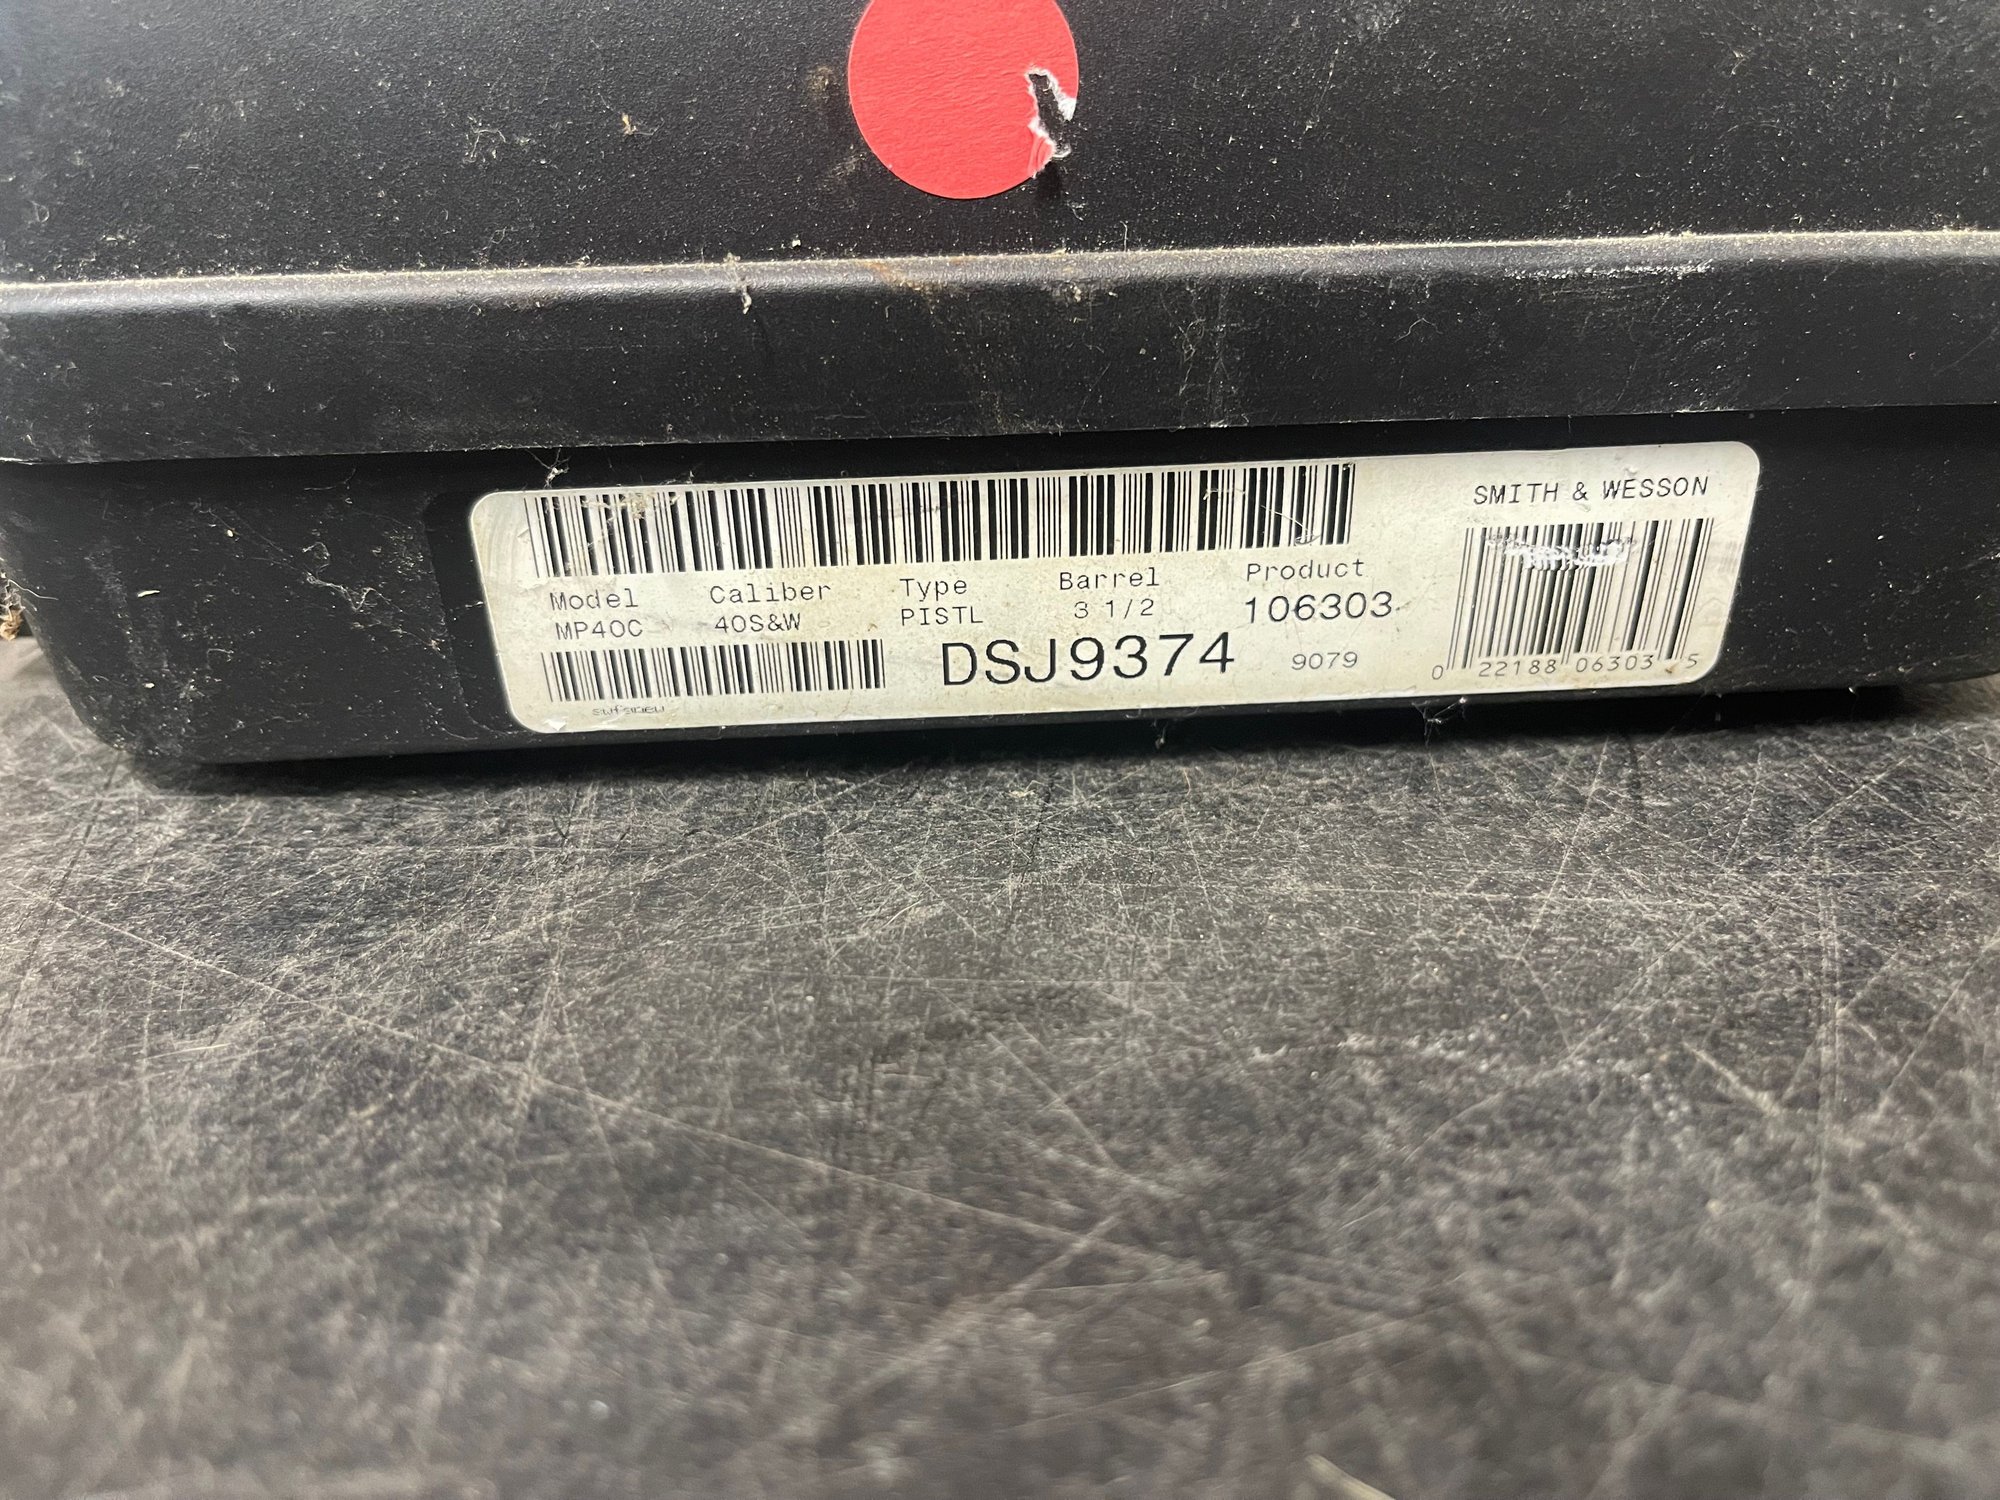 SMITH & WESSON
Model Caliber Type Barrel Product
MP40C 40S&W PISTL 3 1/2 106303
DSJ9374 9079
0 22188 06303 5